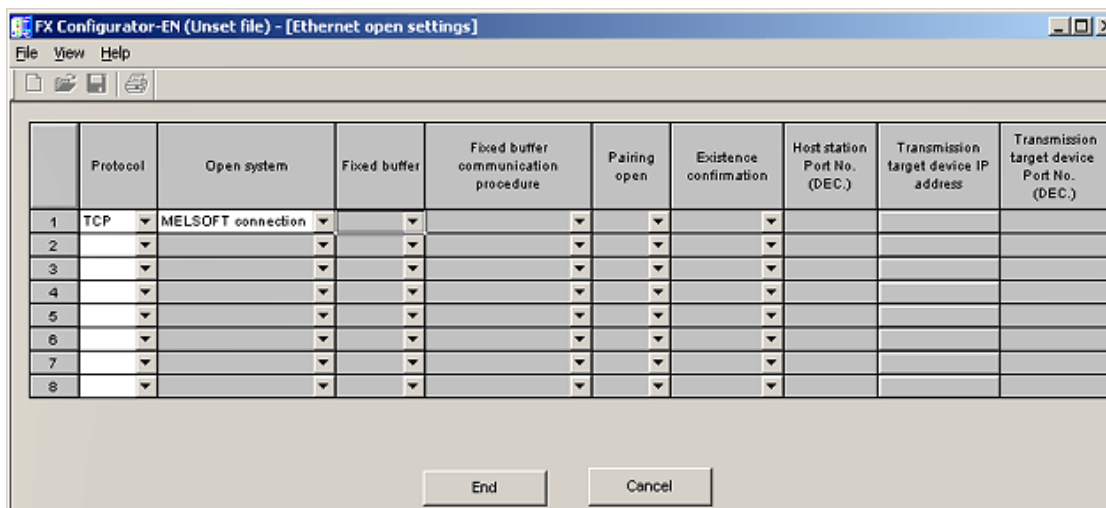 FX Configurator-EN (Unset file) - [Ethernet open settings]
File View Help
Protocol
Open system
Fixed buffer
Fixed buffer
communication
procedure
Pairing
open
Existence
confirmation
Host station
Port No.
(DEC.)
Transmission
target device IP
address
Transmission
target device
Port No.
(DEC.)
1 TCP MELSOFT connection
2
3
4
5
6
7
8
End Cancel